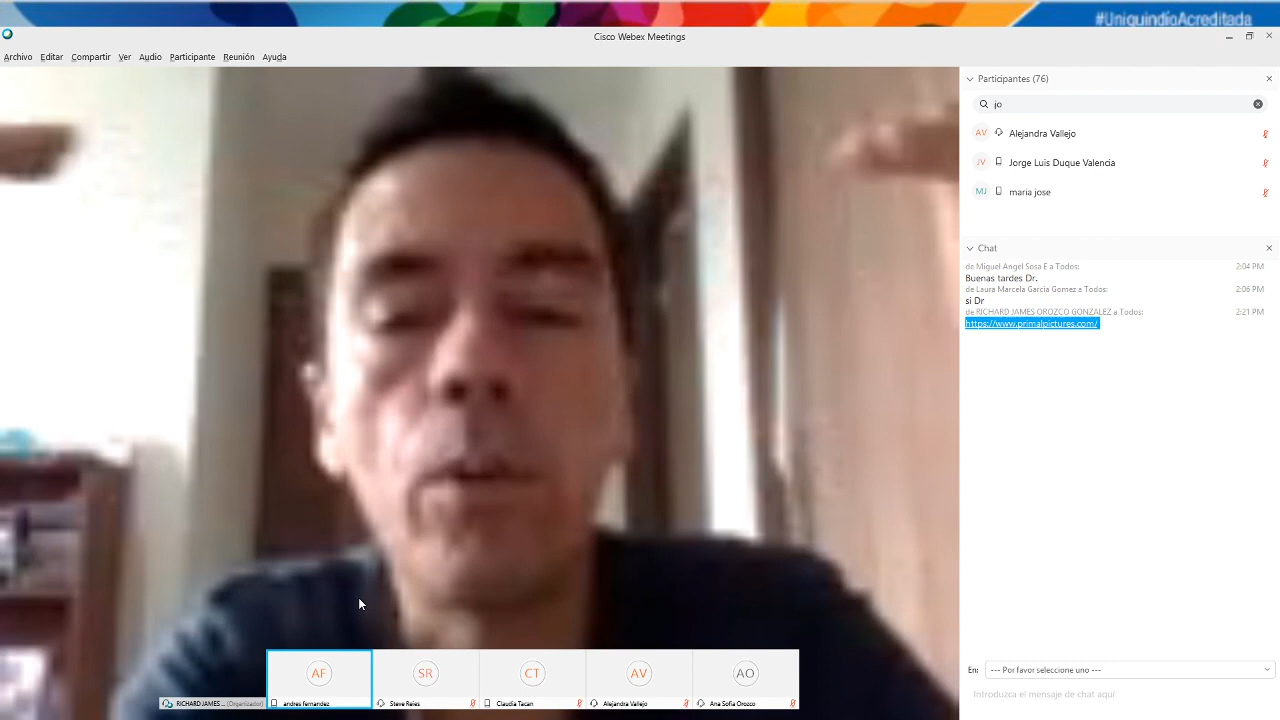 #UniquindíoAcreditada
Cisco Webex Meetings
Archivo Editar Compartir Ver Audio Participante Reunión Ayuda
Participantes (76)
jo
AV Alejandra Vallejo
JV Jorge Luis Duque Valencia
MJ maria jose
Chat
de Miguel Angel Sosa E a Todos: 2:04 PM
Buenas tardes Dr.
de Laura Marcela Garcia Gomez a Todos: 2:06 PM
si Dr
de RICHARD JAMES OROZCO GONZALEZ a Todos: 2:21 PM
https://www.primalpictures.com/
En: --- Por favor seleccione uno ---
Introduzca el mensaje de chat aquí
AF SR CT AV AO
RICHARD JAMES ... (Organizador) andres fernandez Steve Reies Claudia Tacan Alejandra Vallejo Ana Sofia Orozco